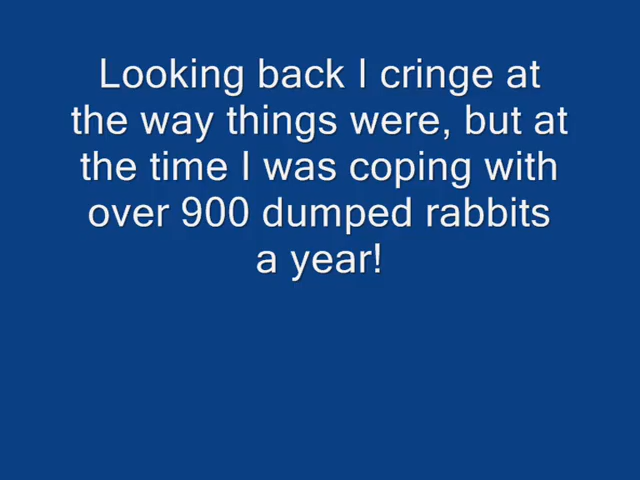 Looking back I cringe at
the way things were, but at
the time I was coping with
over 900 dumped rabbits
a year!